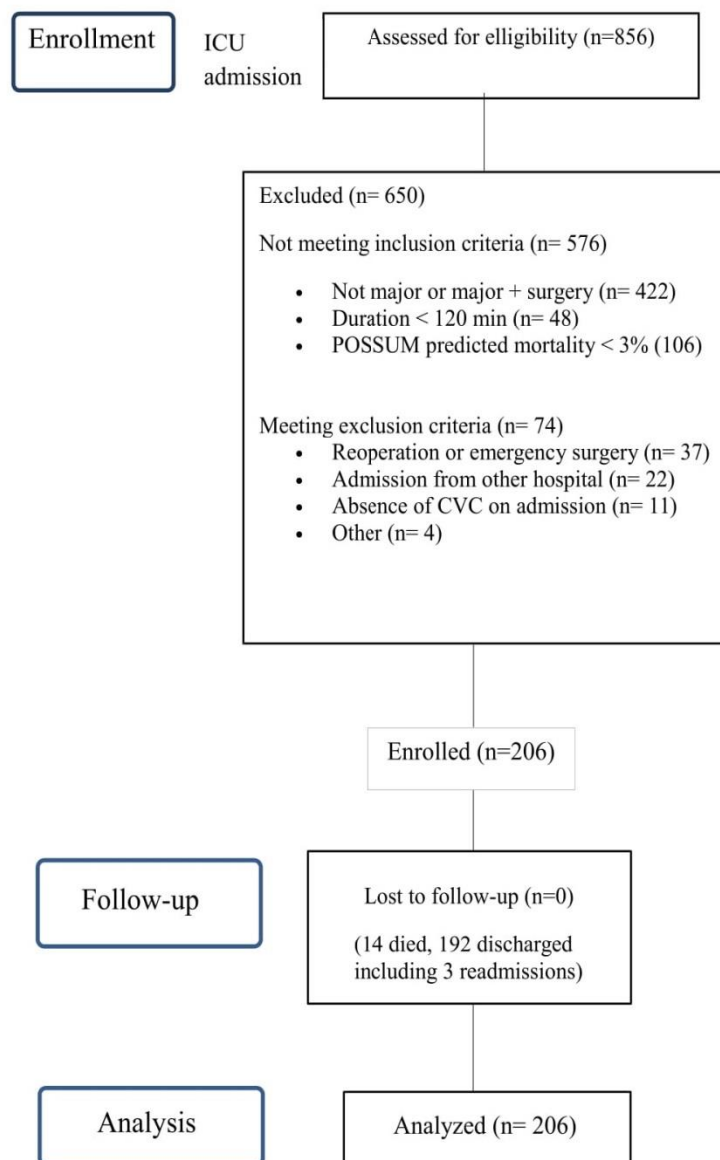 Enrollment
ICU
admission
Assessed for elligibility (n=856)
Excluded (n= 650)
Not meeting inclusion criteria (n= 576)
• Not major or major + surgery (n= 422)
• Duration < 120 min (n= 48)
• POSSUM predicted mortality < 3% (106)
Meeting exclusion criteria (n= 74)
• Reoperation or emergency surgery (n= 37)
• Admission from other hospital (n= 22)
• Absence of CVC on admission (n= 11)
• Other (n= 4)
Enrolled (n=206)
Follow-up
Lost to follow-up (n=0)
(14 died, 192 discharged
including 3 readmissions)
Analysis
Analyzed (n= 206)